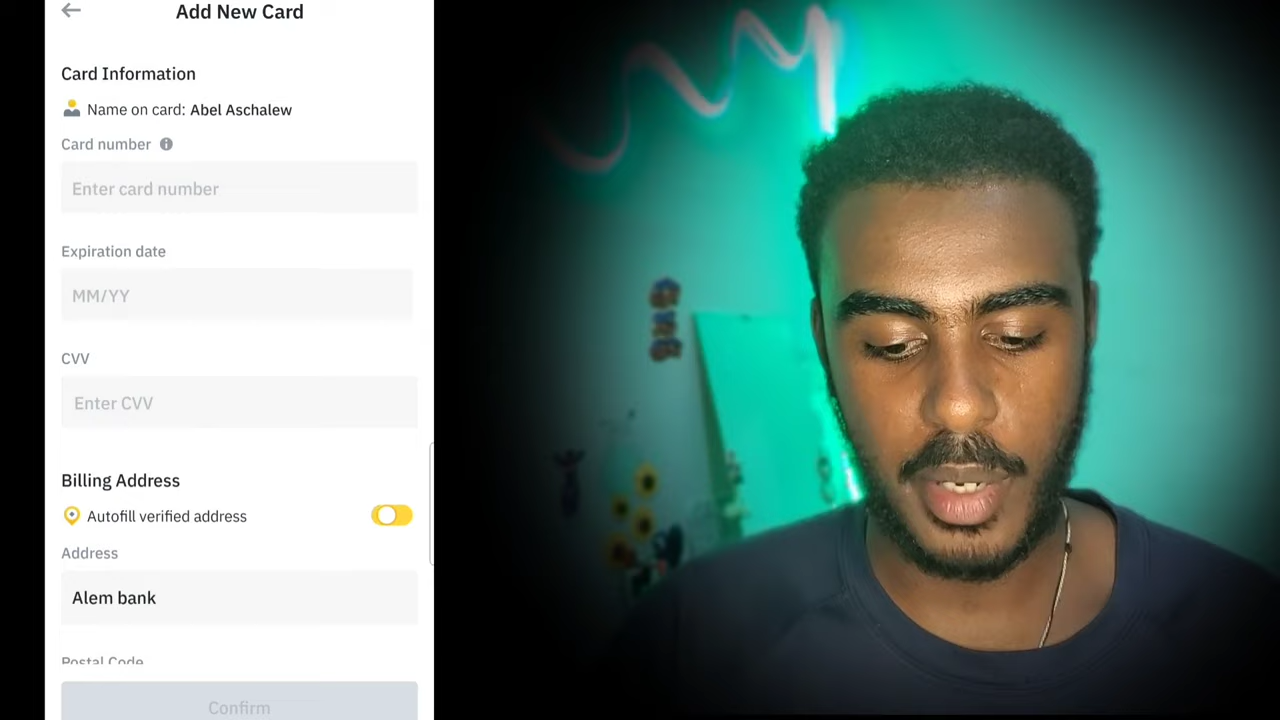 Add New Card
Card Information
Name on card: Abel Aschalew
Card number
Enter card number
Expiration date
MM/YY
CVV
Enter CVV
Billing Address
Autofill verified address
Address
Alem bank
Postal Code
Confirm